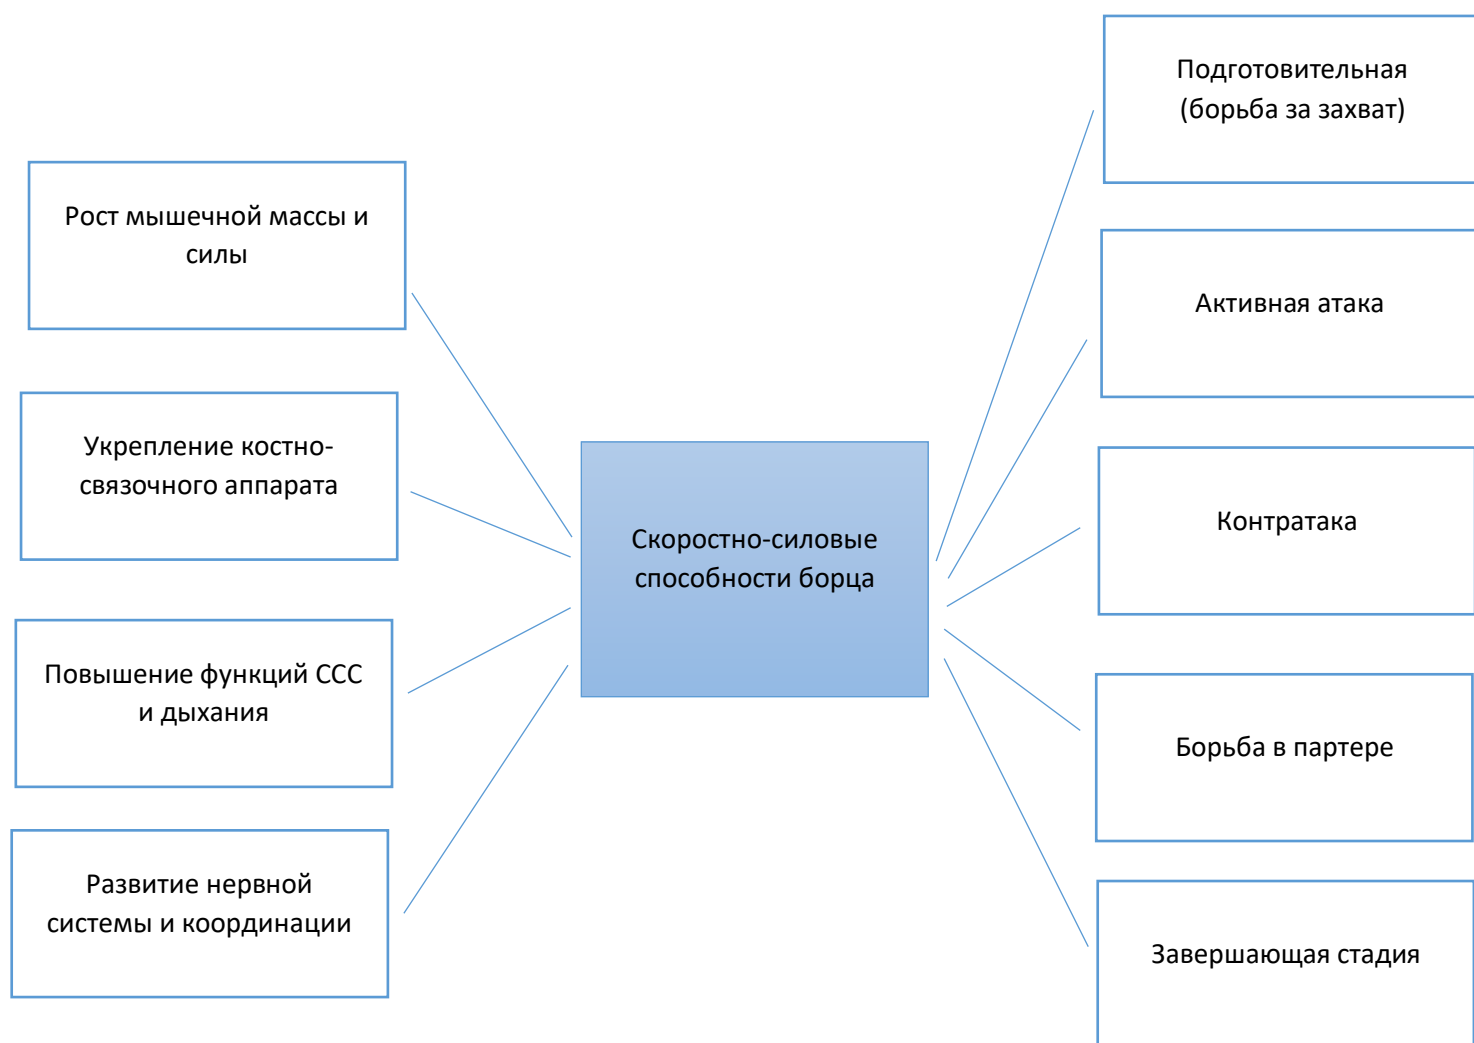 Рост мышечной массы и
силы
Укрепление костно-
связочного аппарата
Повышение функций ССС
и дыхания
Развитие нервной
системы и координации
Скоростно-силовые
способности борца
Подготовительная
(борьба за захват)
Активная атака
Контратака
Борьба в партере
Завершающая стадия